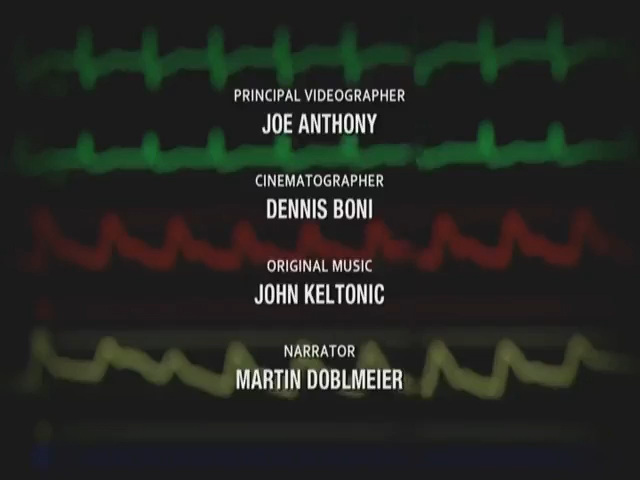 PRINCIPAL VIDEOGRAPHER
JOE ANTHONY
CINEMATOGRAPHER
DENNIS BONI
ORIGINAL MUSIC
JOHN KELTONIC
NARRATOR
MARTIN DOBLMEIER